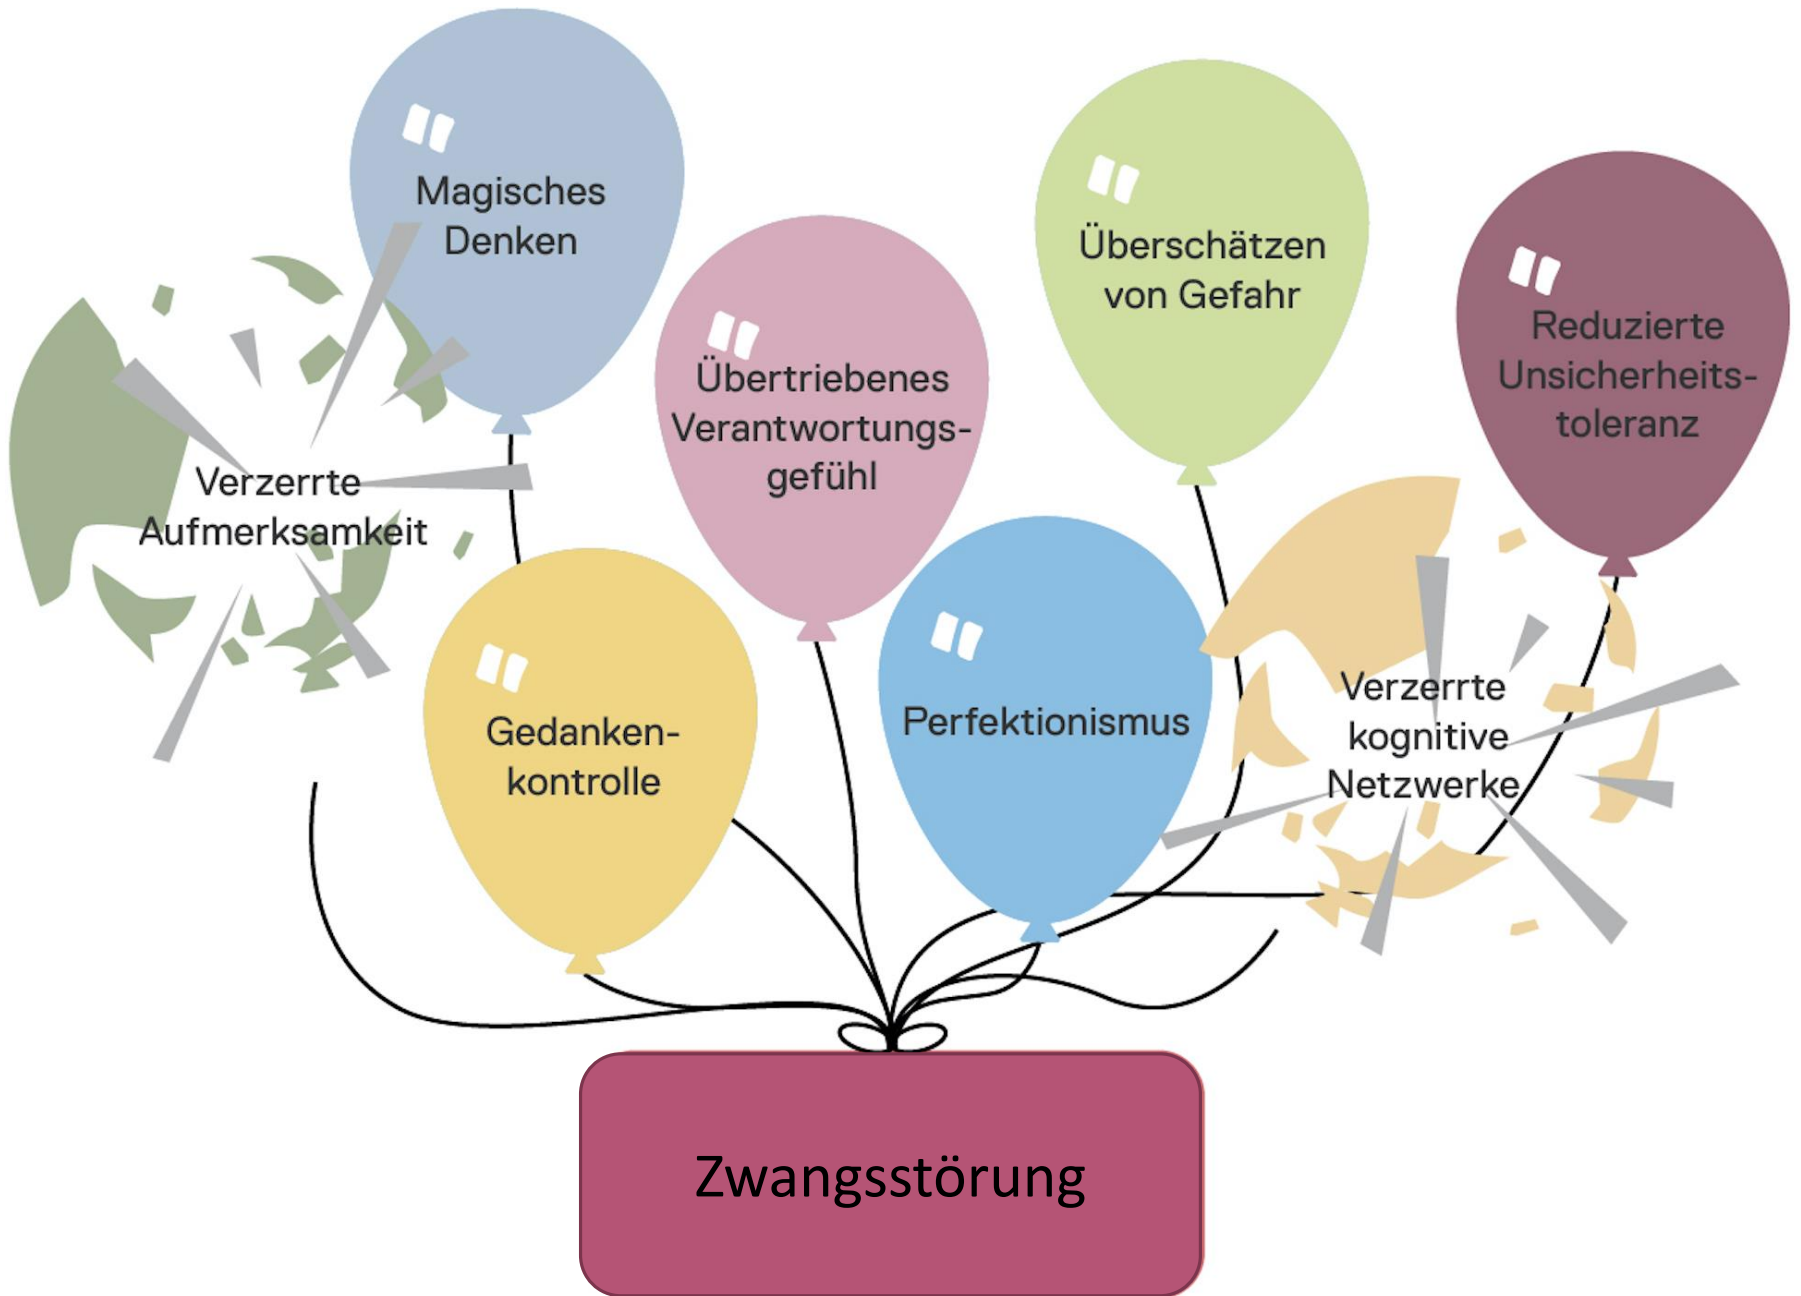 Magisches
Denken
Überschätzen
von Gefahr
Reduzierte
Unsicherheits-
toleranz
Übertriebenes
Verantwortungs-
gefühl
Verzerrte
Aufmerksamkeit
Gedanken-
kontrolle
Perfektionismus
Verzerrte
kognitive
Netzwerke
Zwangsstörung